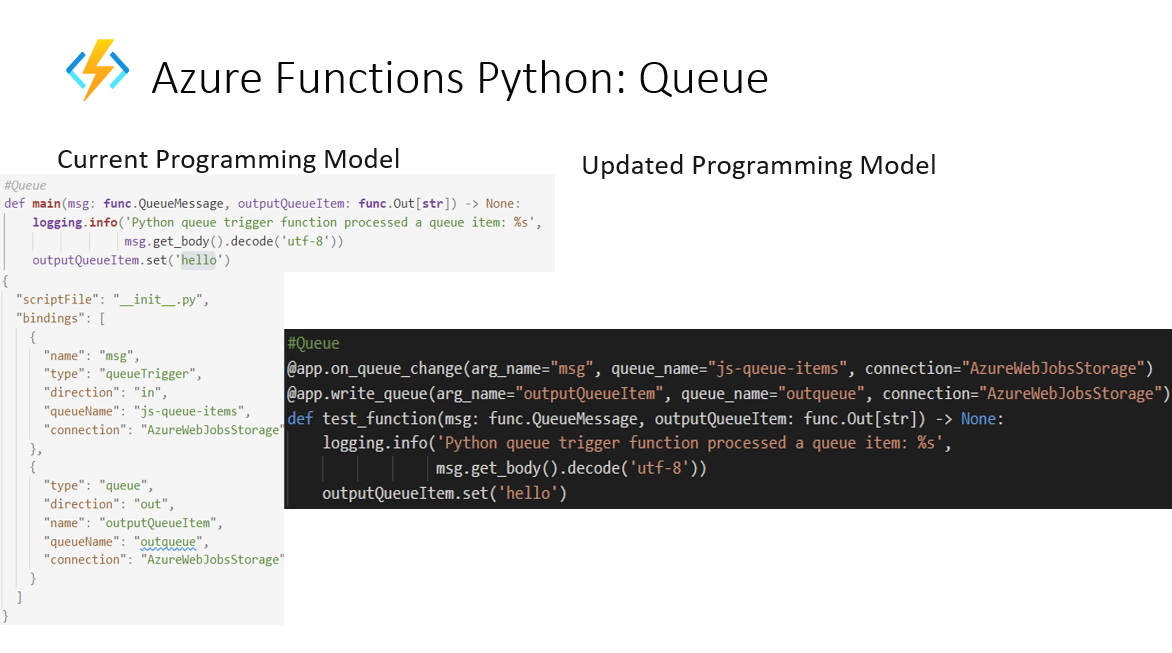 Azure Functions Python: Queue
Current Programming Model
#Queue
def main(msg: func.QueueMessage, outputQueueItem: func.Out[str]) -> None:
    logging.info('Python queue trigger function processed a queue item: %s',
                 msg.get_body().decode('utf-8'))
    outputQueueItem.set('hello')
{
  "scriptFile": "__init__.py",
  "bindings": [
    {
      "name": "msg",
      "type": "queueTrigger",
      "direction": "in",
      "queueName": "js-queue-items",
      "connection": "AzureWebJobsStorage"
    },
    {
      "type": "queue",
      "direction": "out",
      "name": "outputQueueItem",
      "queueName": "outqueue",
      "connection": "AzureWebJobsStorage"
    }
  ]
}
Updated Programming Model
#Queue
@app.on_queue_change(arg_name="msg", queue_name="js-queue-items", connection="AzureWebJobsStorage")
@app.write_queue(arg_name="outputQueueItem", queue_name="outqueue", connection="AzureWebJobsStorage")
def test_function(msg: func.QueueMessage, outputQueueItem: func.Out[str]) -> None:
    logging.info('Python queue trigger function processed a queue item: %s',
                 msg.get_body().decode('utf-8'))
    outputQueueItem.set('hello')